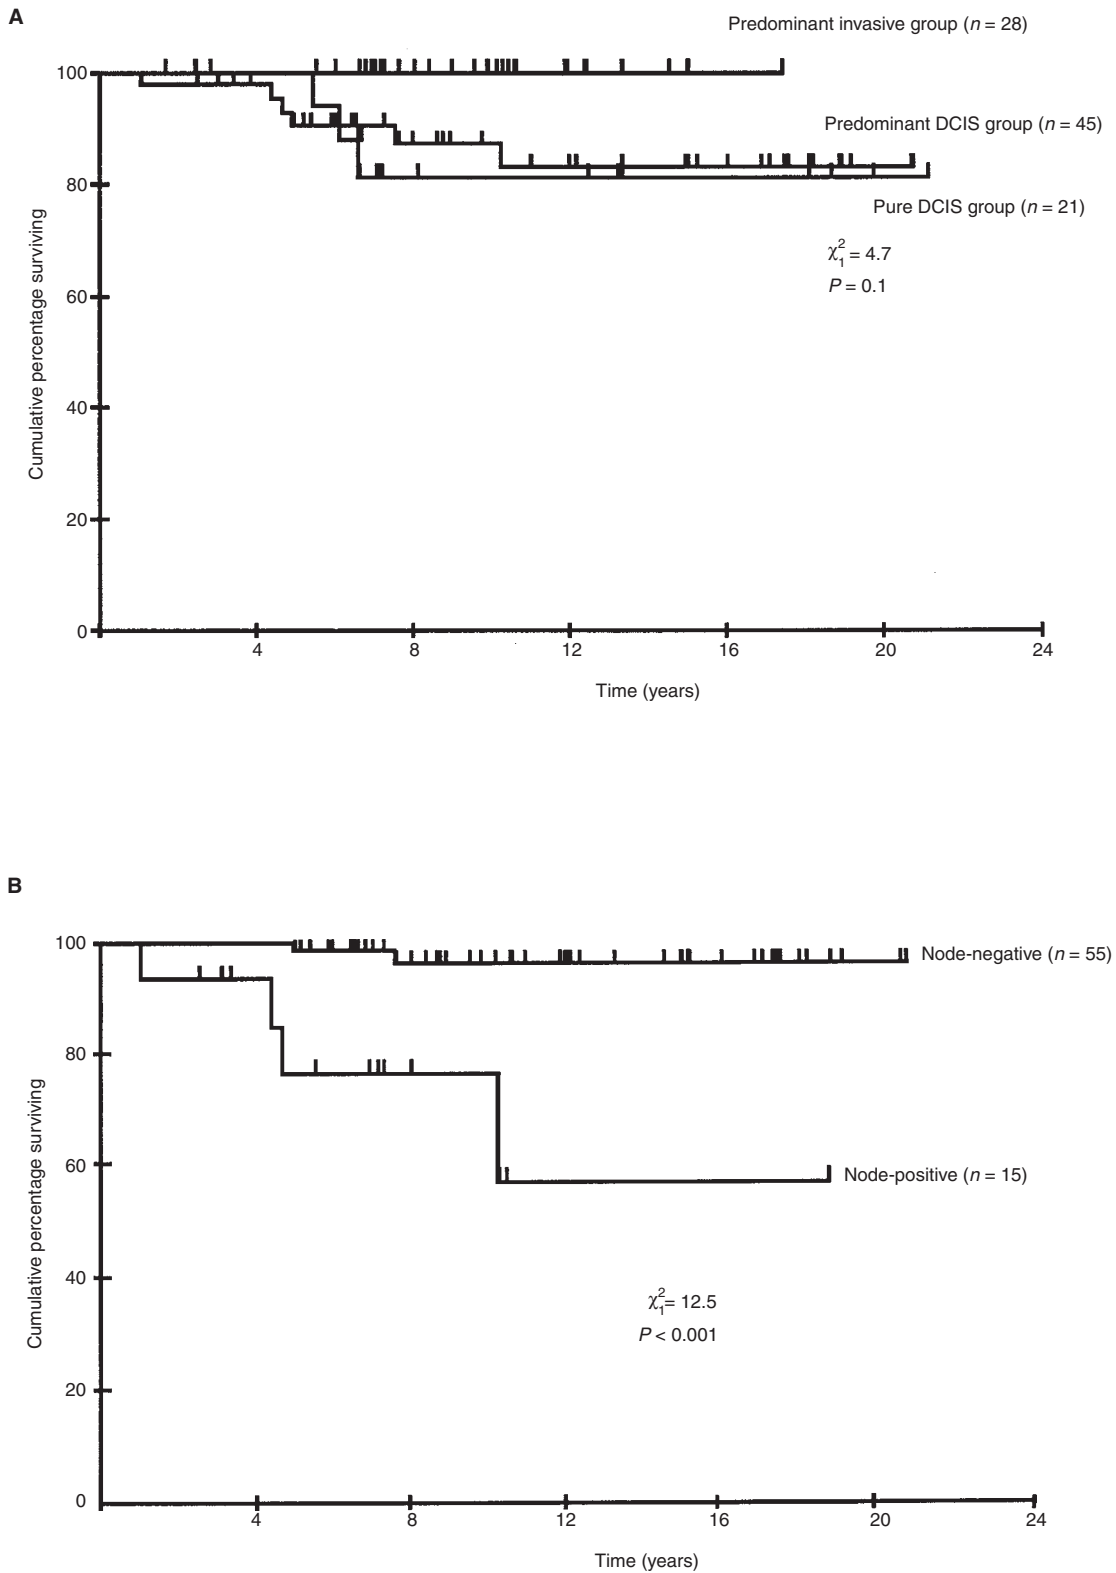 A
Predominant invasive group (n = 28)
100
Predominant DCIS group (n = 45)
80
Pure DCIS group (n = 21)
χ²₁ = 4.7
P = 0.1
60
40
20
0
Cumulative percentage surviving
4 8 12 16 20 24
Time (years)
B
100
Node-negative (n = 55)
80
60
Node-positive (n = 15)
40
χ²₁= 12.5
P < 0.001
20
0
Cumulative percentage surviving
4 8 12 16 20 24
Time (years)